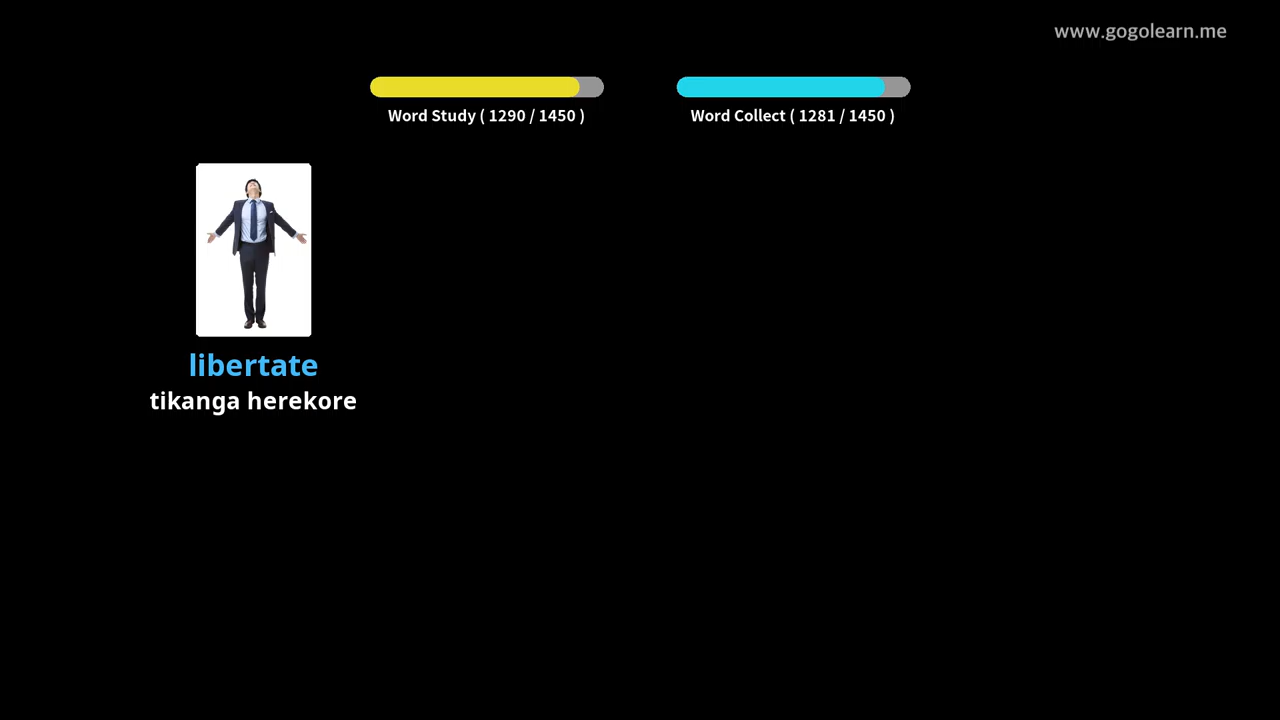 www.gogolearn.me
Word Study ( 1290 / 1450 )
Word Collect ( 1281 / 1450 )
libertate
tikanga herekore